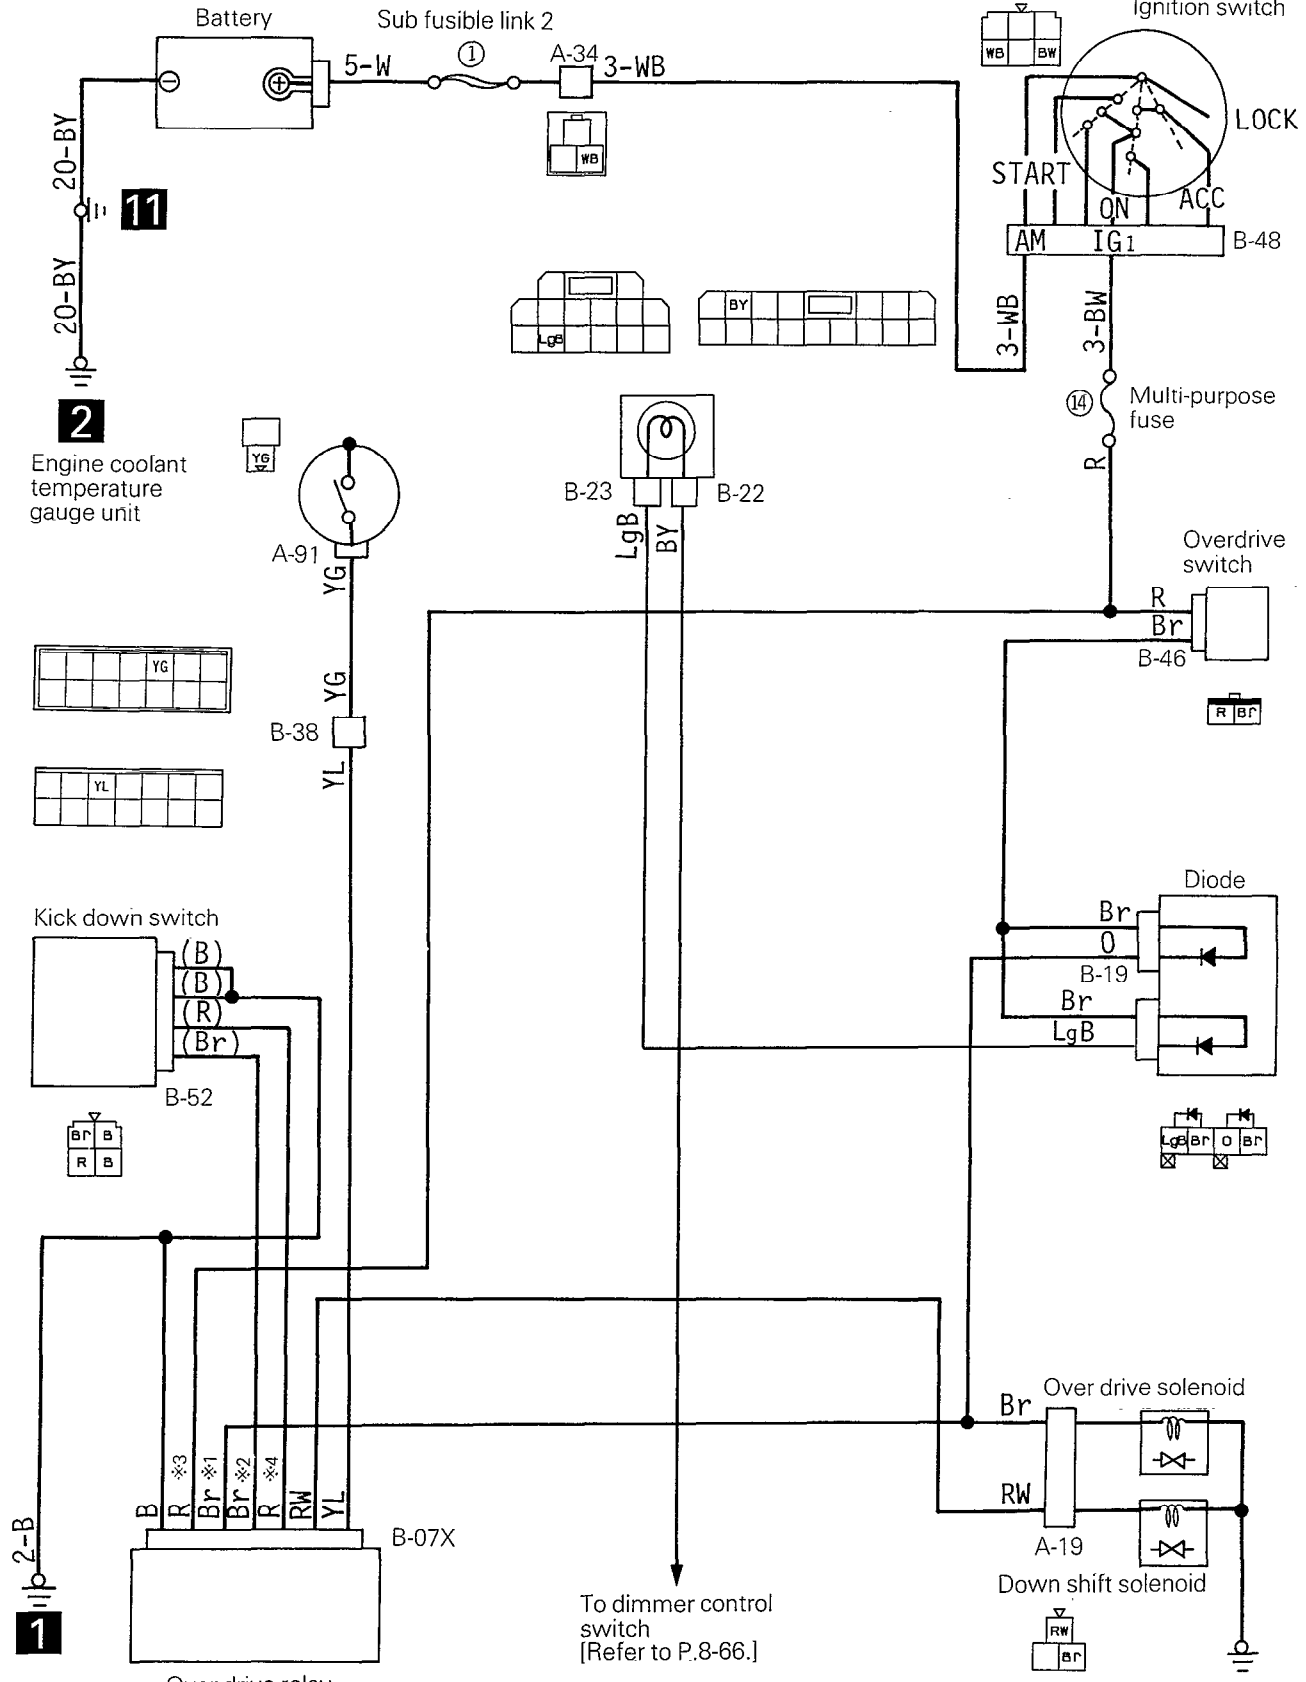 Battery
Sub fusible link 2
Ignition switch
1
5-W
A-34
3-WB
WB
BW
WB
LOCK
START
ON
ACC
AM
IG1
B-48
20-BY
11
20-BY
3-WB
3-BW
14
Multi-purpose
fuse
R
LgB
BY
2
Engine coolant
temperature
gauge unit
YG
A-91
YG
B-23
B-22
LgB
BY
Overdrive
switch
R
Br
B-46
R
Br
YG
YG
B-38
YL
YL
Diode
Br
O
B-19
Br
LgB
LgB
Br
O
Br
Kick down switch
(B)
(B)
(R)
(Br)
B-52
Br
B
R
B
Over drive solenoid
Br
RW
A-19
Down shift solenoid
RW
Br
2-B
1
B
R ※3
Br ※1
Br ※2
R ※4
RW
YL
B-07X
Over drive relay
To dimmer control
switch
[Refer to P.8-66.]